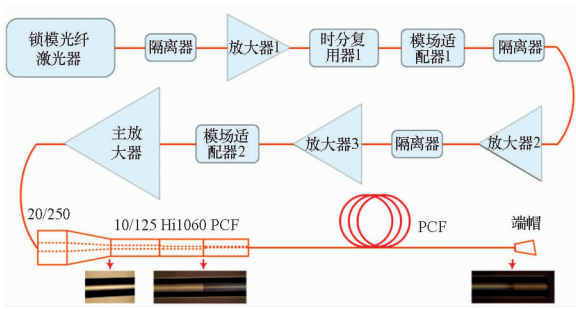 锁模光纤
激光器
隔离器
放大器1
时分复
用器1
模场适
配器1
隔离器
主放
大器
模场适
配器2
放大器3
隔离器
放大器2
20/250
10/125 Hi1060 PCF
PCF
端帽